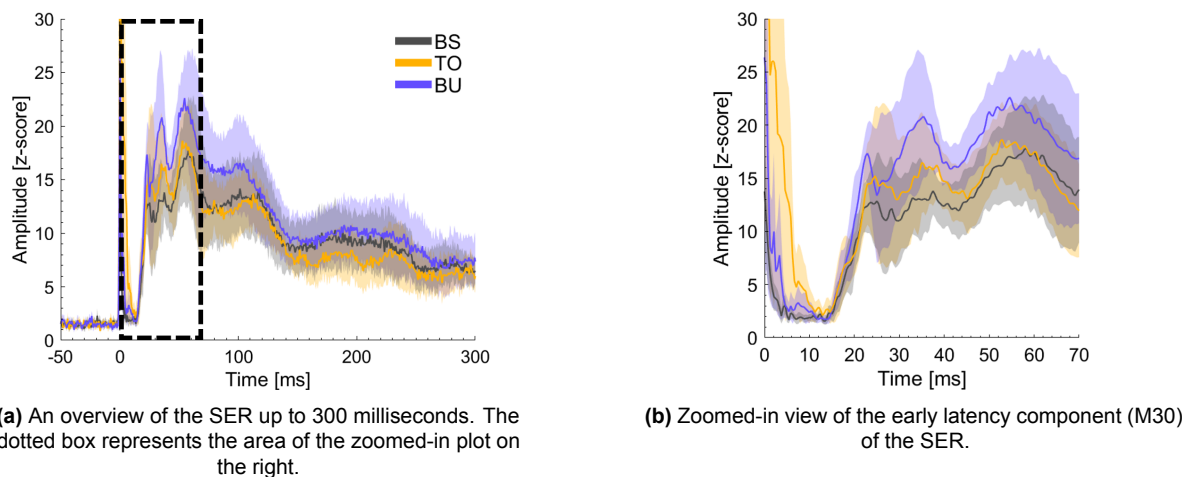 30
25
20
15
10
5
0
Amplitude [z-score]
-50 0 100 200 300
Time [ms]
BS
TO
BU
30
25
20
15
10
5
0
Amplitude [z-score]
0 10 20 30 40 50 60 70
Time [ms]
(a) An overview of the SER up to 300 milliseconds. The
dotted box represents the area of the zoomed-in plot on
the right.
(b) Zoomed-in view of the early latency component (M30)
of the SER.